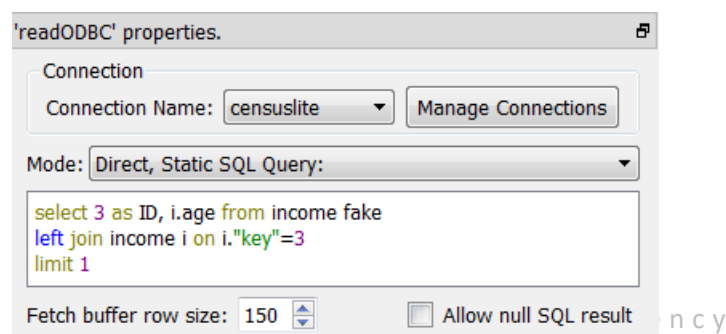 'readODBC' properties.
Connection
Connection Name: censuslite Manage Connections
Mode: Direct, Static SQL Query:
select 3 as ID, i.age from income fake
left join income i on i."key"=3
limit 1
Fetch buffer row size: 150 Allow null SQL result
ncy